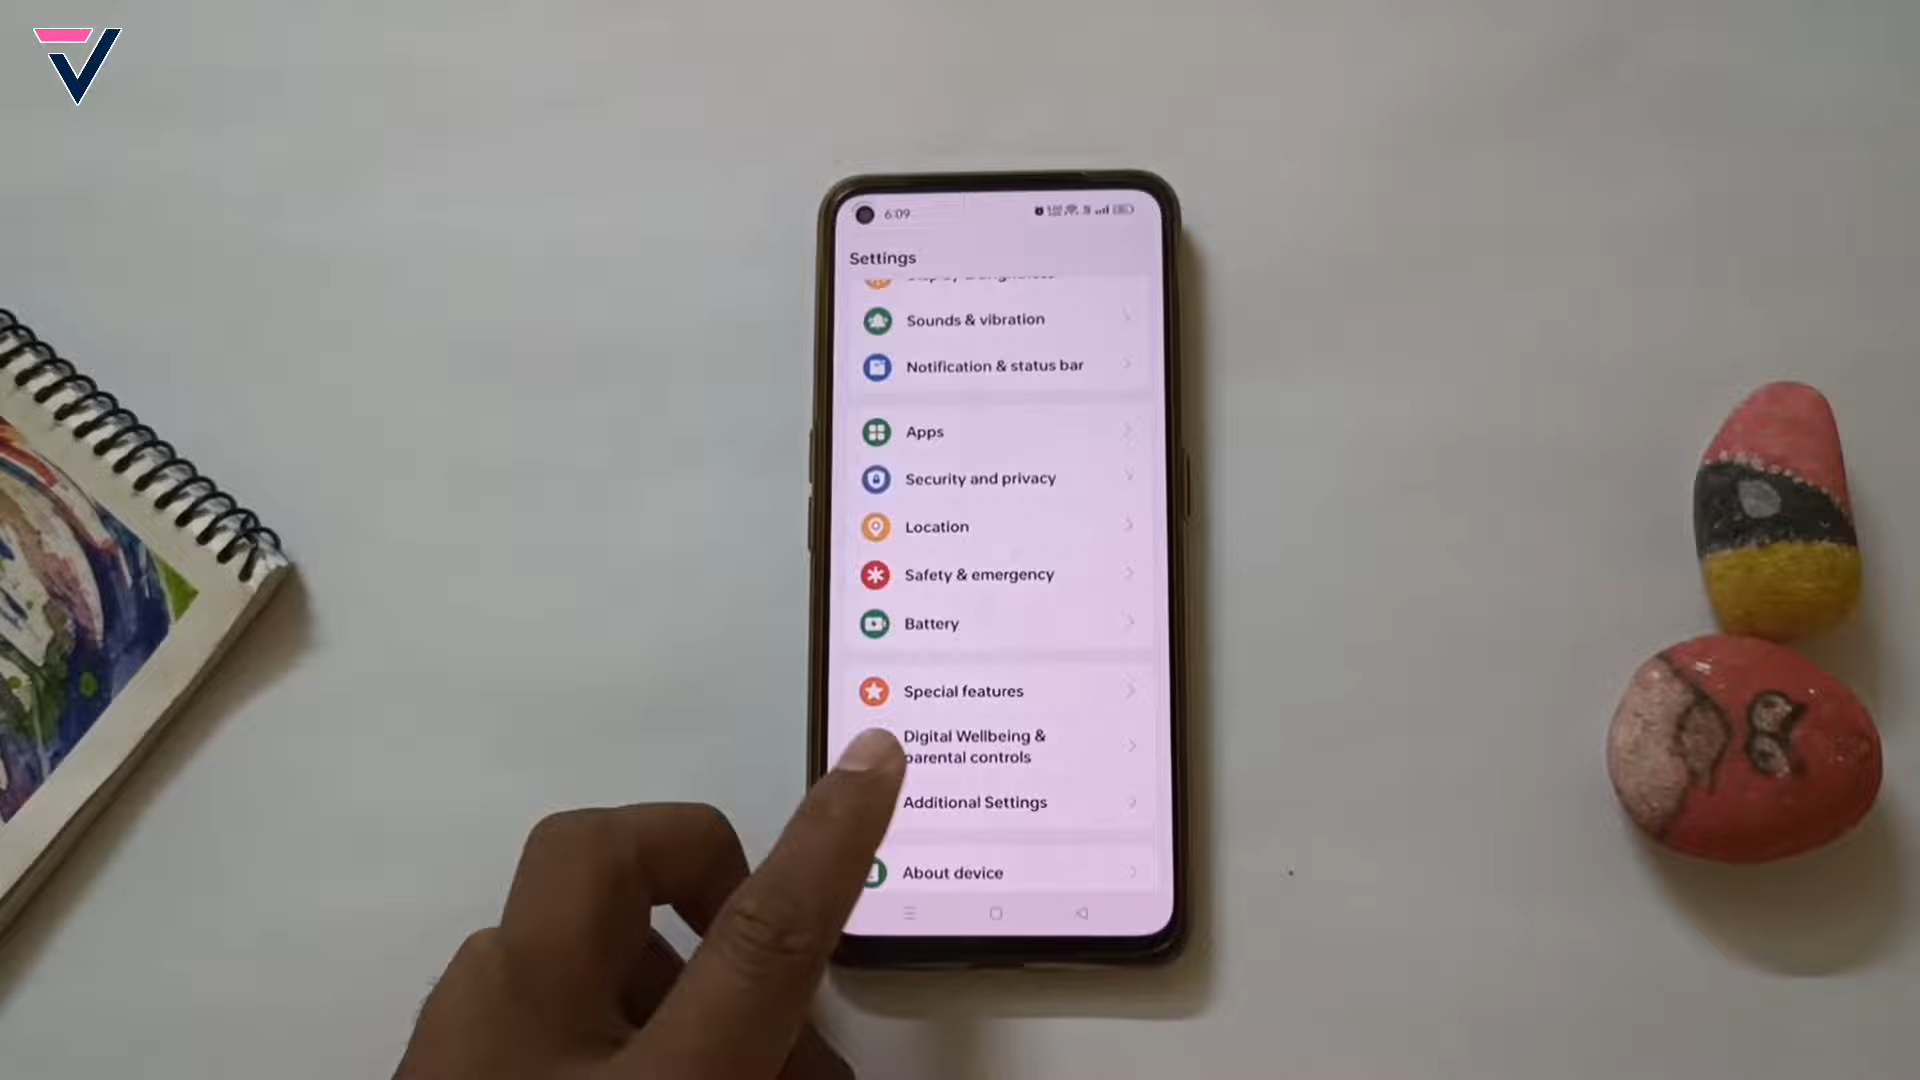 6:09
Settings
Sounds & vibration
Notification & status bar
Apps
Security and privacy
Location
Safety & emergency
Battery
Special features
Digital Wellbeing &
parental controls
Additional Settings
About device